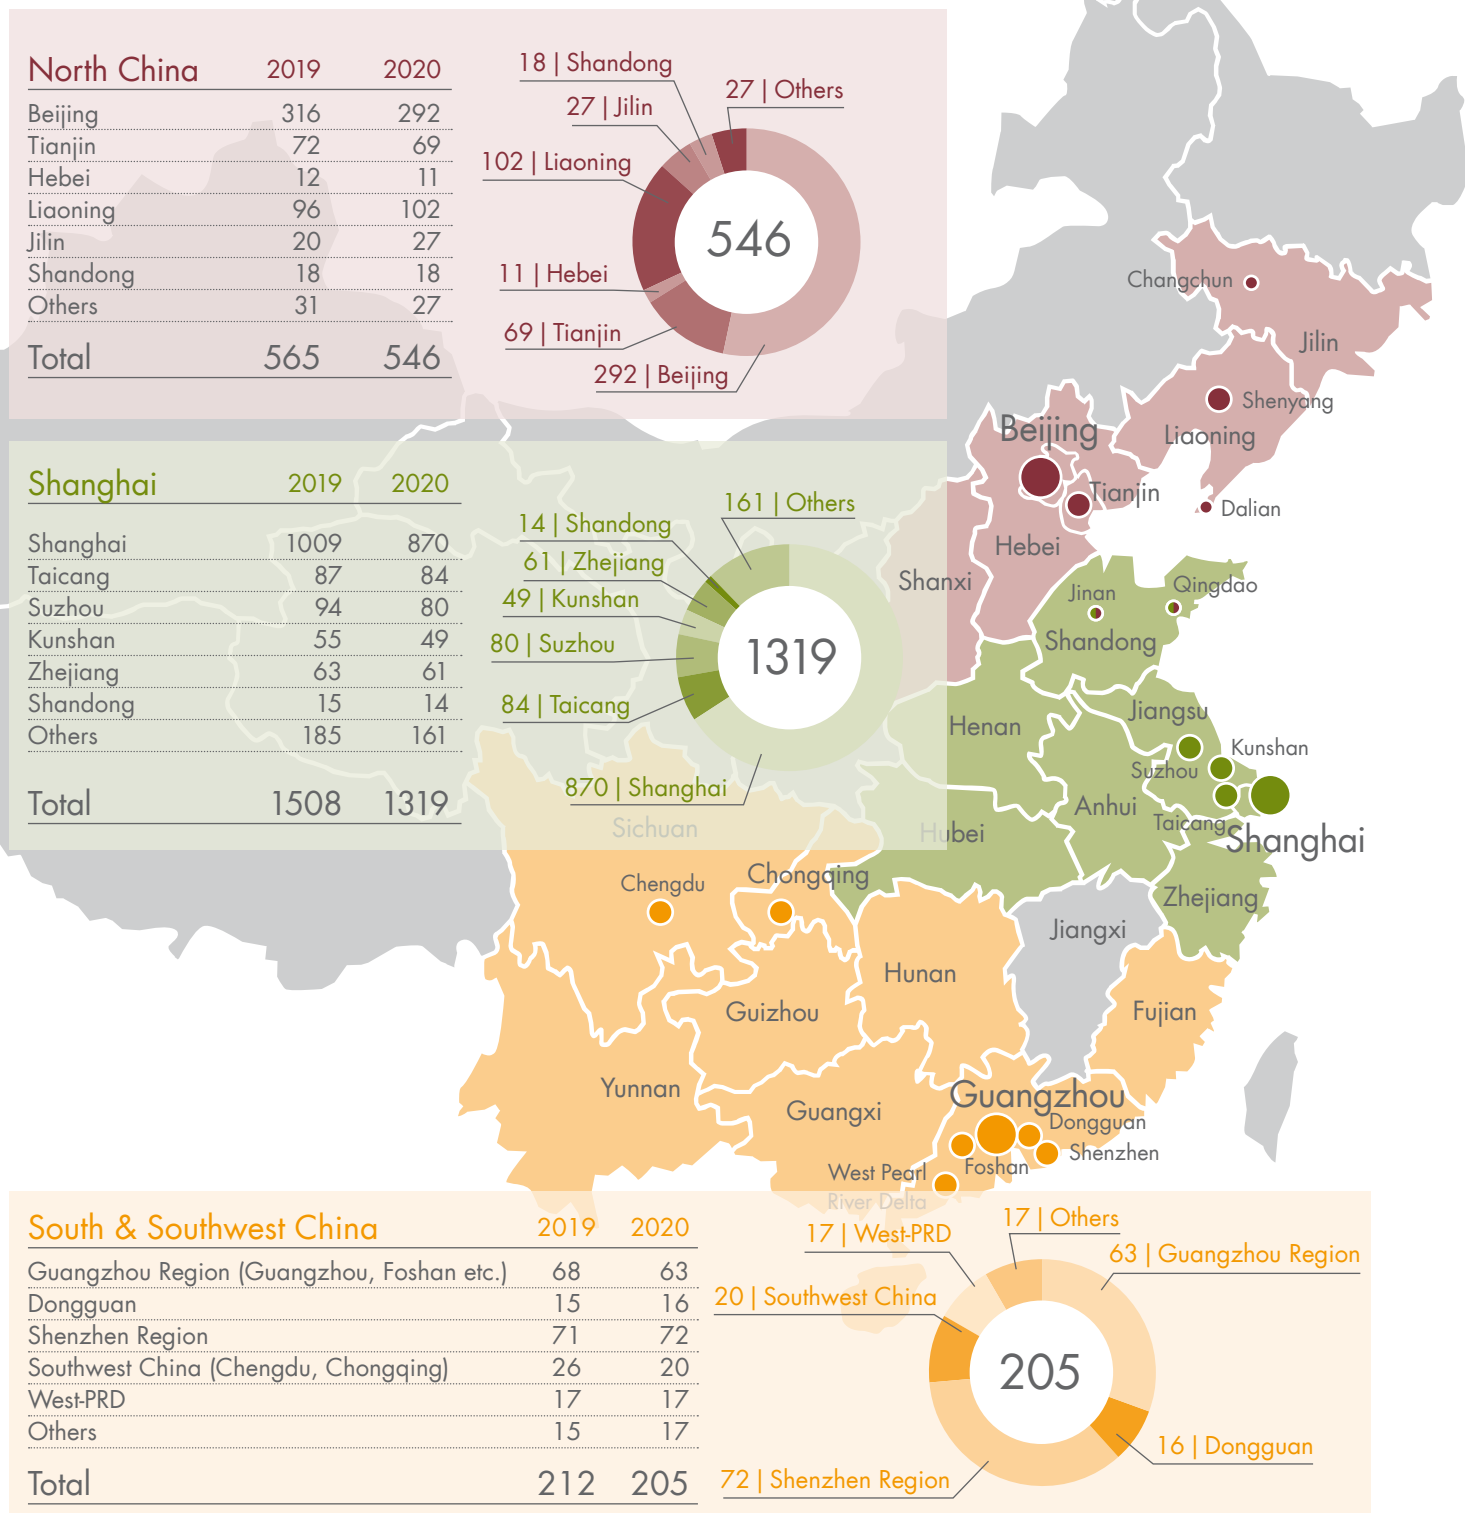 North China 2019 2020
Beijing 316 292
Tianjin 72 69
Hebei 12 11
Liaoning 96 102
Jilin 20 27
Shandong 18 18
Others 31 27
Total 565 546
18 | Shandong
27 | Others
27 | Jilin
102 | Liaoning
546
11 | Hebei
69 | Tianjin
292 | Beijing
Shanghai 2019 2020
Shanghai 1009 870
Taicang 87 84
Suzhou 94 80
Kunshan 55 49
Zhejiang 63 61
Shandong 15 14
Others 185 161
Total 1508 1319
161 | Others
14 | Shandong
61 | Zhejiang
49 | Kunshan
80 | Suzhou
1319
84 | Taicang
870 | Shanghai
Changchun
Jilin
Shenyang
Beijing
Liaoning
Tianjin
Dalian
Hebei
Shanxi
Jinan
Qingdao
Shandong
Jiangsu
Henan
Kunshan
Suzhou
Anhui
Taicang
Hubei
Shanghai
Sichuan
Chengdu
Chongqing
Zhejiang
Jiangxi
Hunan
Guizhou
Fujian
Yunnan
Guangxi
Guangzhou
Dongguan
Shenzhen
Foshan
West Pearl
River Delta
South & Southwest China 2019 2020
Guangzhou Region (Guangzhou, Foshan etc.) 68 63
Dongguan 15 16
Shenzhen Region 71 72
Southwest China (Chengdu, Chongqing) 26 20
West-PRD 17 17
Others 15 17
Total 212 205
17 | Others
17 | West-PRD
63 | Guangzhou Region
20 | Southwest China
205
16 | Dongguan
72 | Shenzhen Region